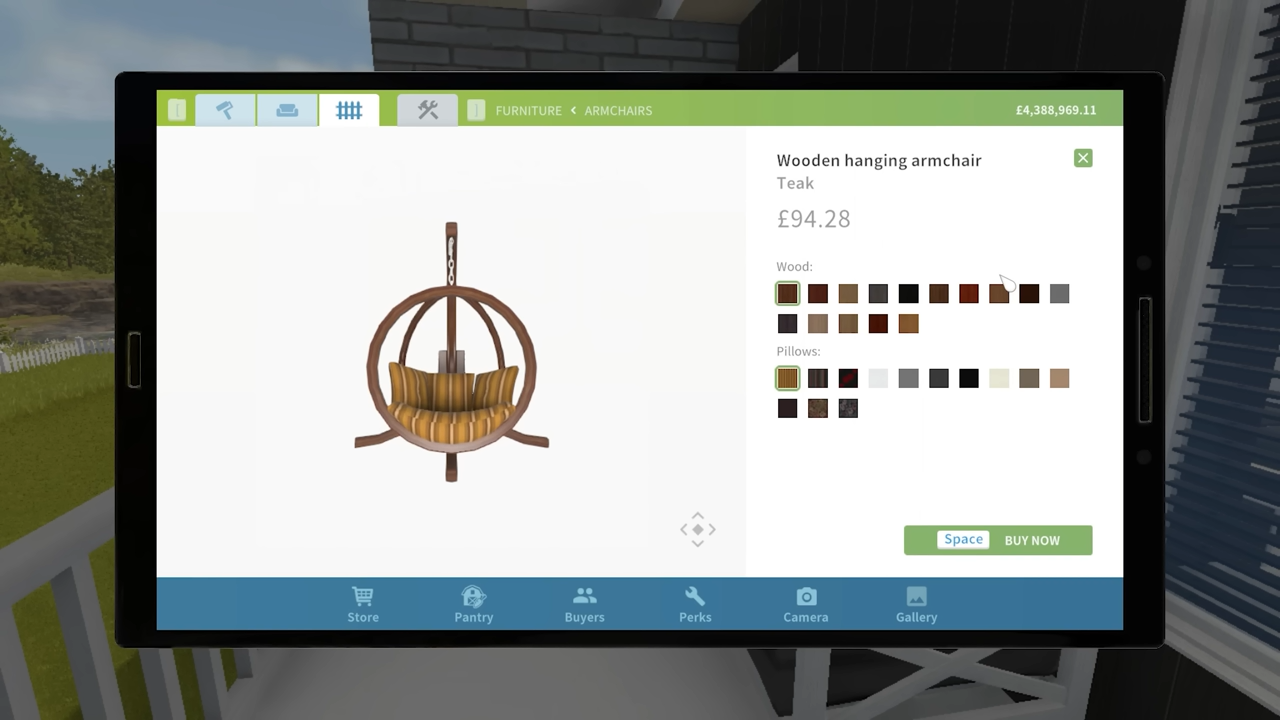 FURNITURE < ARMCHAIRS
£4,388,969.11
Wooden hanging armchair
Teak
£94.28
Wood:
Pillows:
Space BUY NOW
Store Pantry Buyers Perks Camera Gallery